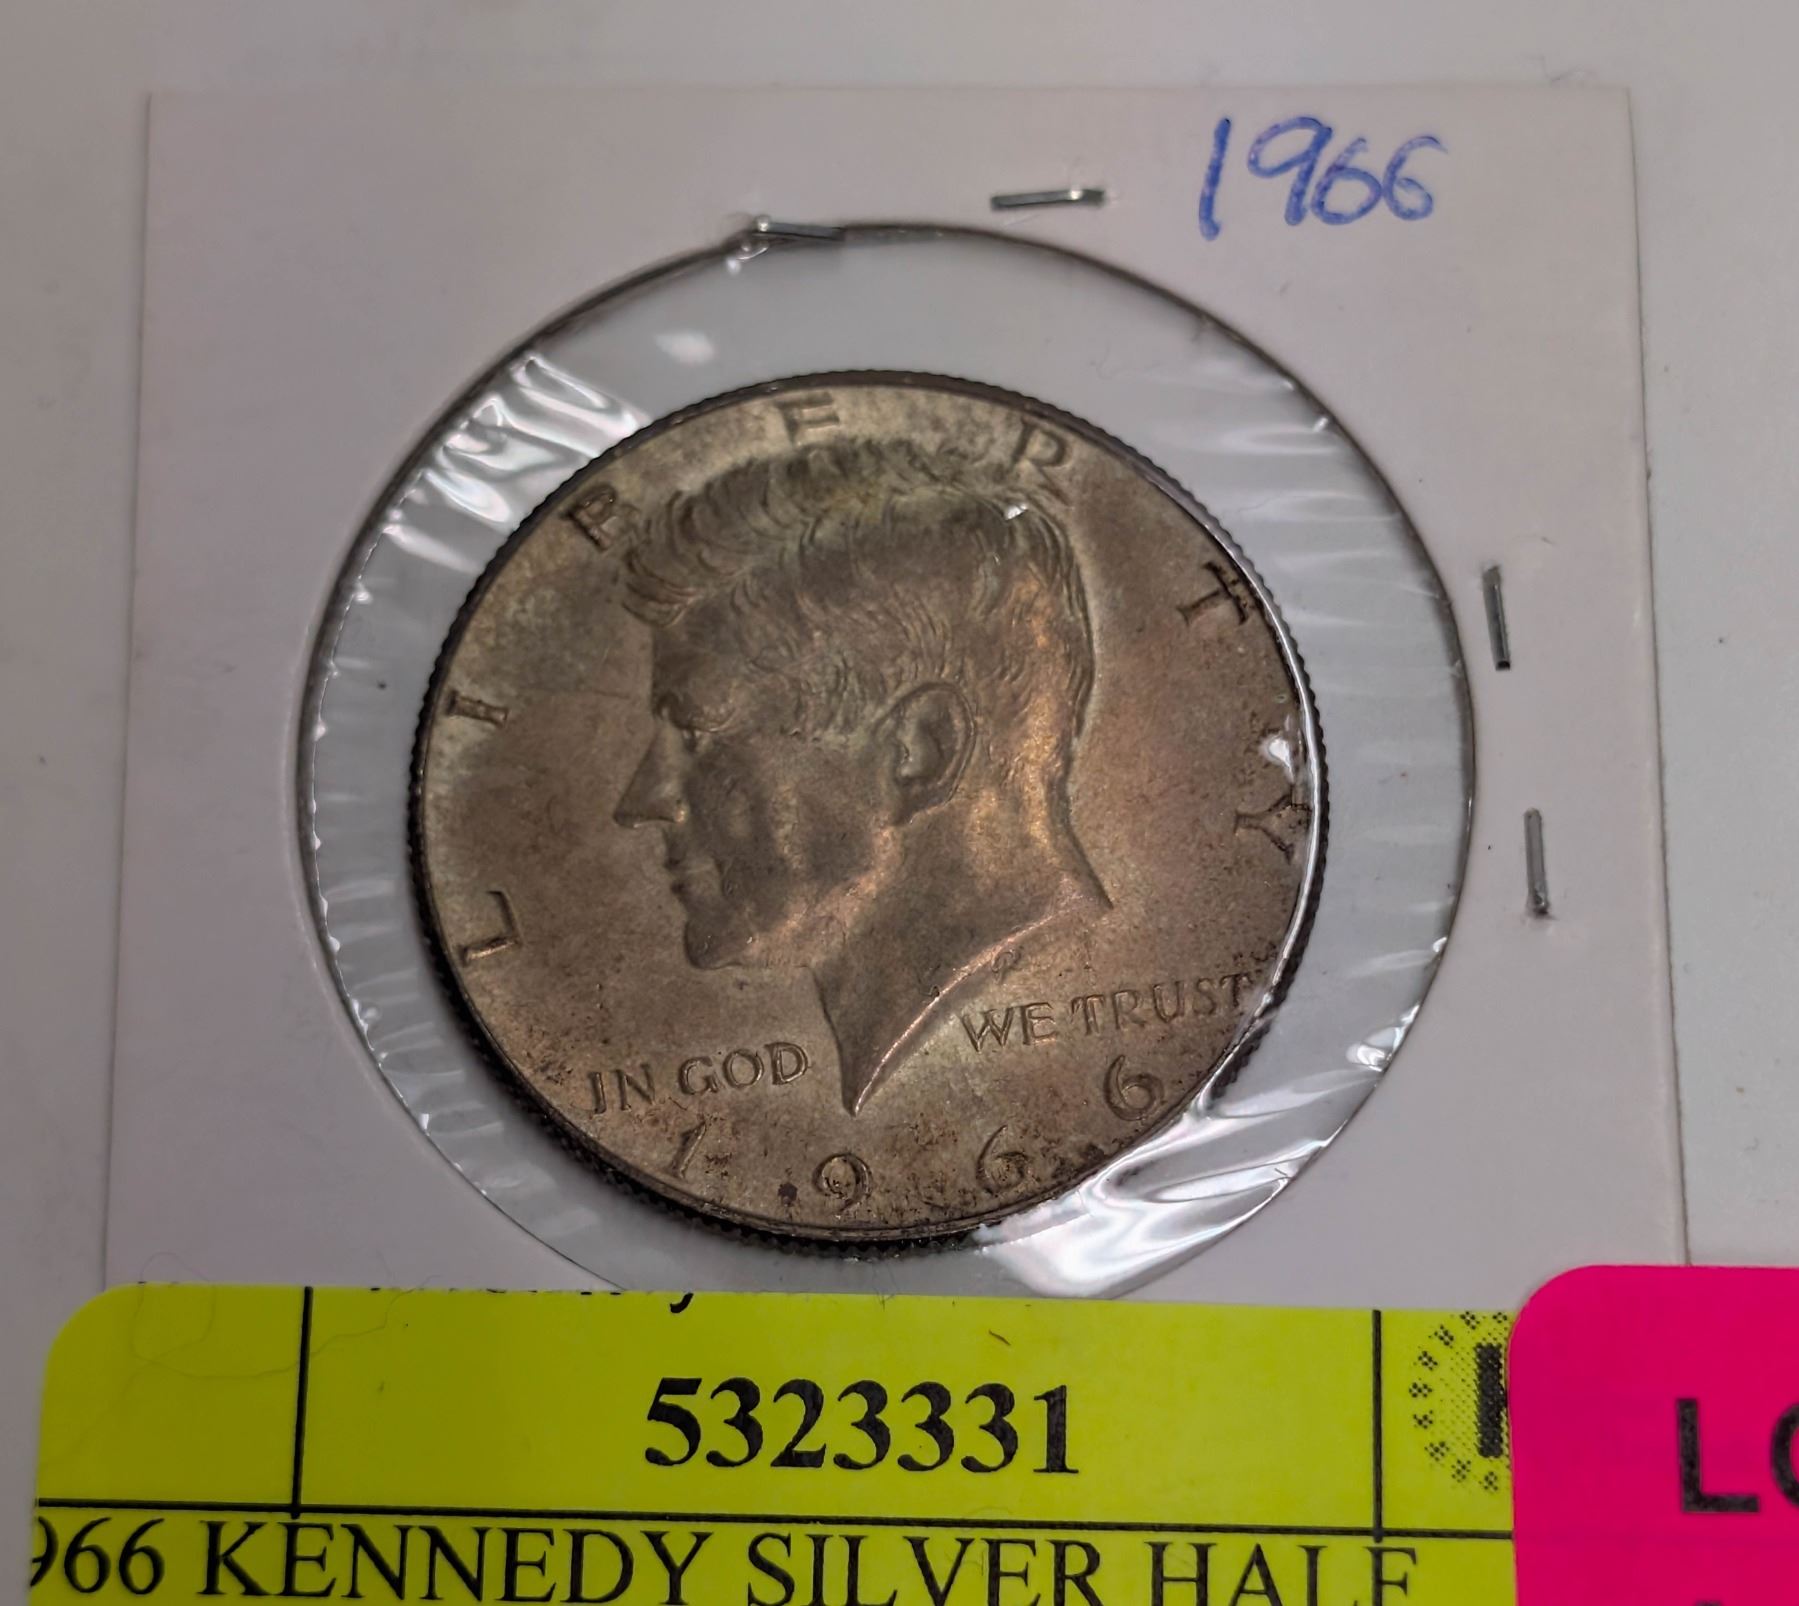 1966
LIBERTY
IN GOD WE TRUST
1966
5323331
966 KENNEDY SILVER HALF